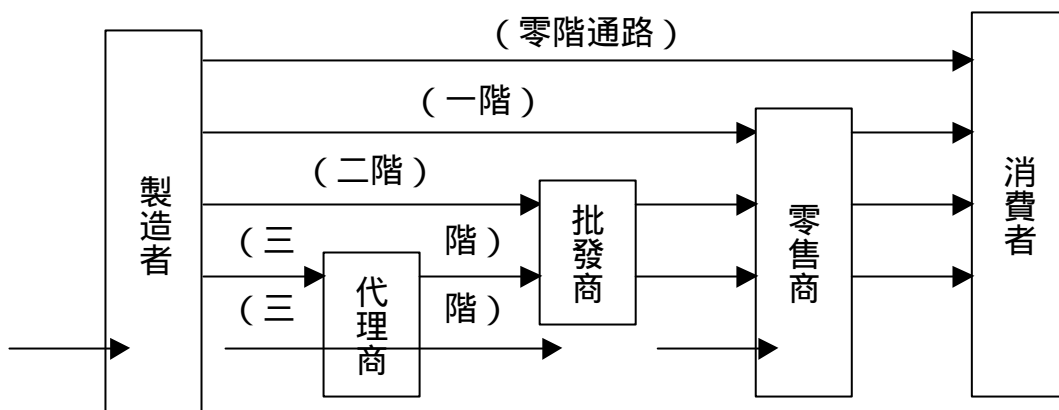 (零階通路)
(一階)
(二階)
(三 階)
(三 階)
製造者
代理商
批發商
零售商
消費者